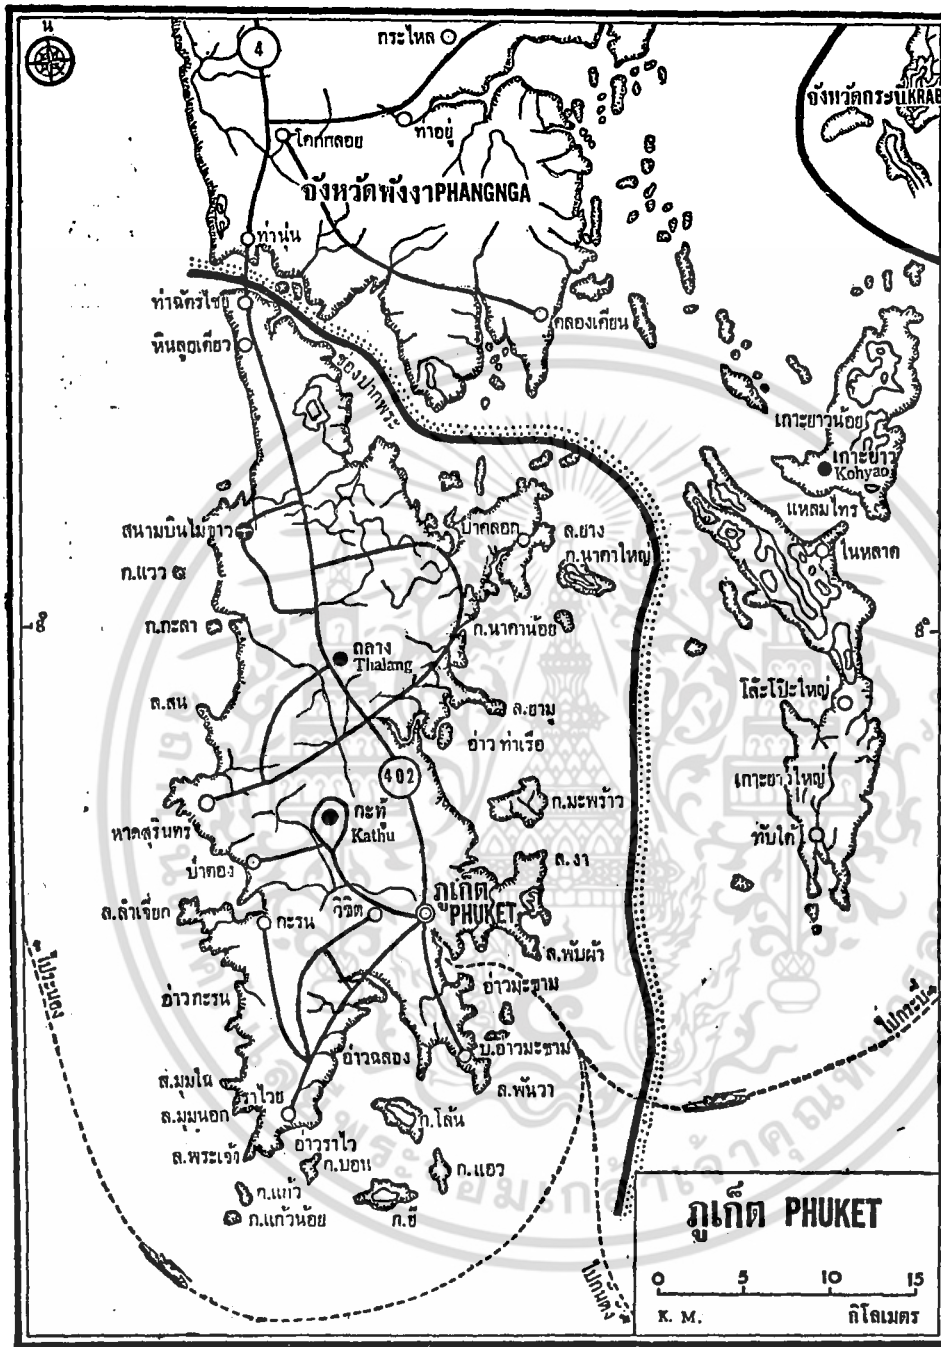 น
4
กระไหล
จังหวัดกระบี่KRAB
ท่าอยู่
โคกกลอย
จังหวัดพังงาPHANGNGA
ท่านุ่น
ท่าฉัตรไชย
คลองเคียน
หินลูกเดียว
ช่องปากพระ
เกาะยาวน้อย
เกาะยาว
Kohyao
แหลมไทร
สนามบินไม้ขาว
ป่าคลอก
ล.ยาง
ก.นาคาใหญ่
ในหลาด
ก.แวว
ก.กะลา
ก.นาคาน้อย
8°
8°
ถลาง
Thalang
ล.สน
ล.ยามู
อ่าวท่าเรือ
โล๊ะโป๊ะใหญ่
402
เกาะยาวใหญ่
ก.มะพร้าว
กะทู้
Kathu
หาดสุรินทร
ทับใต้
ป่าตอง
ล.งา
ภูเก็ต
PHUKET
วิชิต
กะรน
ล.พับผ้า
ไประนอง
อ่าวมะขาม
ไปกระบี่
อ่าวกะรน
อ่าวฉลอง
บ.อ่าวมะขาม
ล.พันวา
ล.มุมใน
ล.มุมนอก
ราไวย
ก.โล้น
ล.พระเจ้า
อ่าวราไว
ก.บอน
ก.แอว
ก.แก้ว
ก.แก้วน้อย
ก.ฮี
ไปกันตัง
ภูเก็ต PHUKET
0 5 10 15
K. M. กิโลเมตร